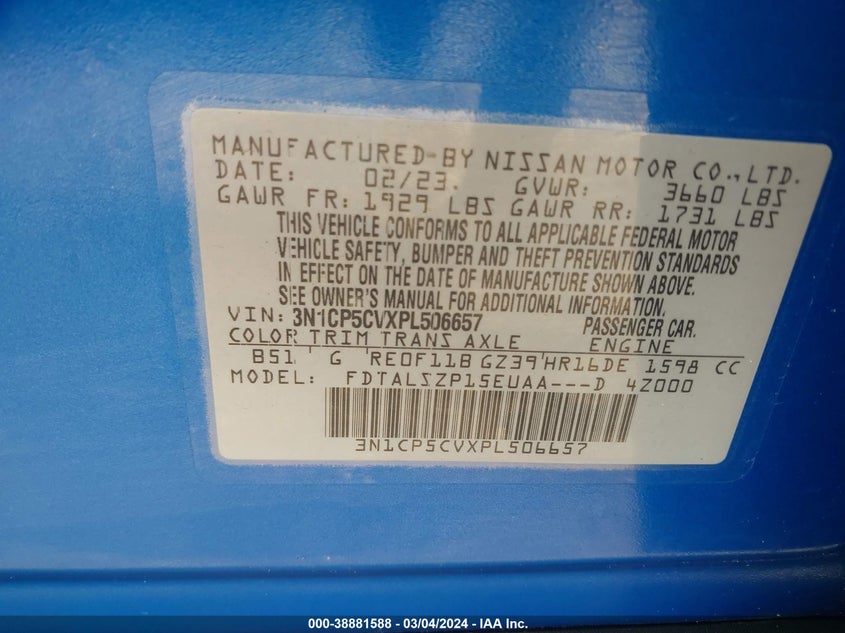 MANUFACTURED BY NISSAN MOTOR CO., LTD.
DATE: 02/23. GVWR: 3660 LBS
GAWR FR: 1929 LBS GAWR RR: 1731 LBS
THIS VEHICLE CONFORMS TO ALL APPLICABLE FEDERAL MOTOR
VEHICLE SAFETY, BUMPER AND THEFT PREVENTION STANDARDS
IN EFFECT ON THE DATE OF MANUFACTURE SHOWN ABOVE.
SEE OWNER'S MANUAL FOR ADDITIONAL INFORMATION.
VIN: 3N1CP5CVXPL506657 PASSENGER CAR.
COLOR TRIM TRANS AXLE ENGINE
B51 G RE0F11B GZ39 HR16DE 1598 CC
MODEL: FDTALSZP15EUAA---D 4Z000
3N1CP5CVXPL506657
000-38881588 - 03/04/2024 - IAA Inc.